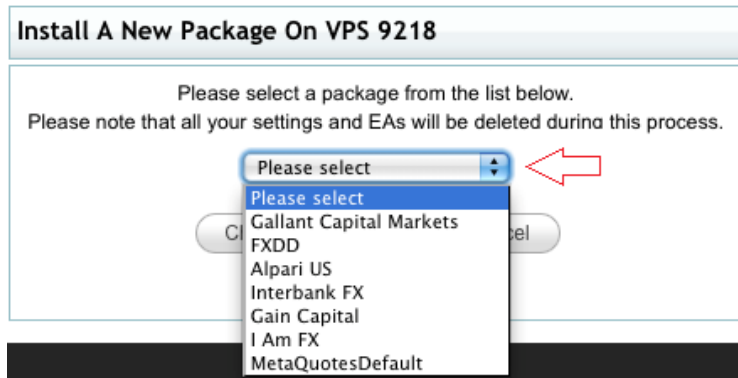 Install A New Package On VPS 9218
Please select a package from the list below.
Please note that all your settings and EAs will be deleted during this process.
Please select
Please select
Gallant Capital Markets
FXDD
Alpari US
Interbank FX
Gain Capital
I Am FX
MetaQuotesDefault